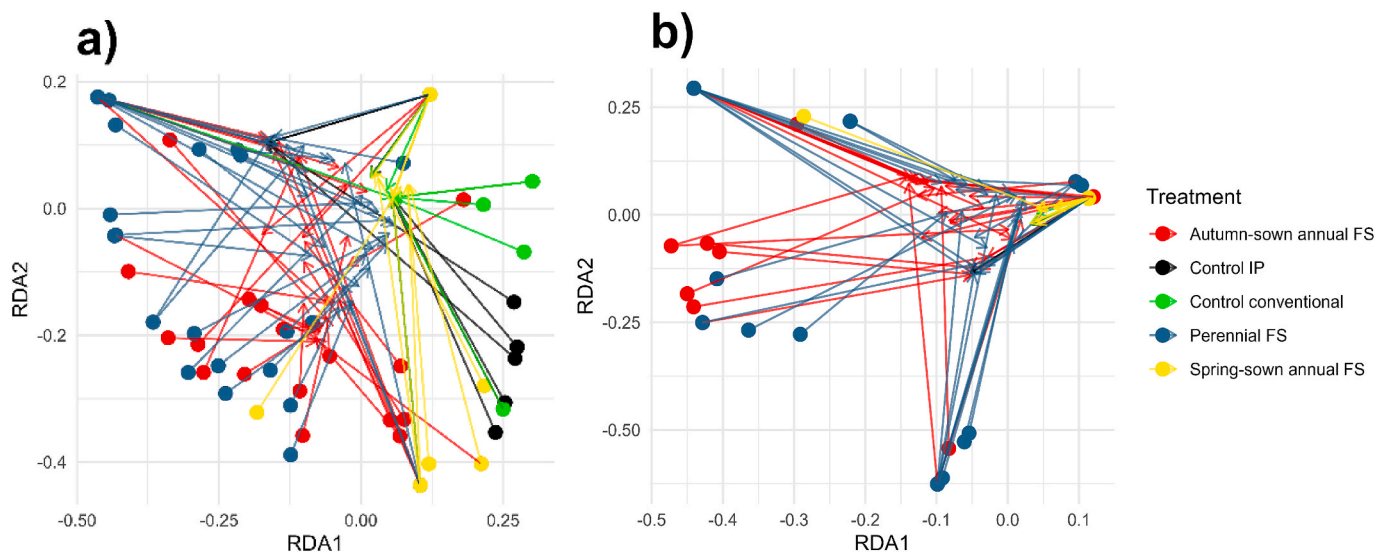 a)
0.2
0.0
-0.2
-0.4
RDA2
-0.50
-0.25
0.00
0.25
RDA1
b)
0.25
0.00
-0.25
-0.50
RDA2
-0.5
-0.4
-0.3
-0.2
-0.1
0.0
0.1
RDA1
Treatment
Autumn-sown annual FS
Control IP
Control conventional
Perennial FS
Spring-sown annual FS